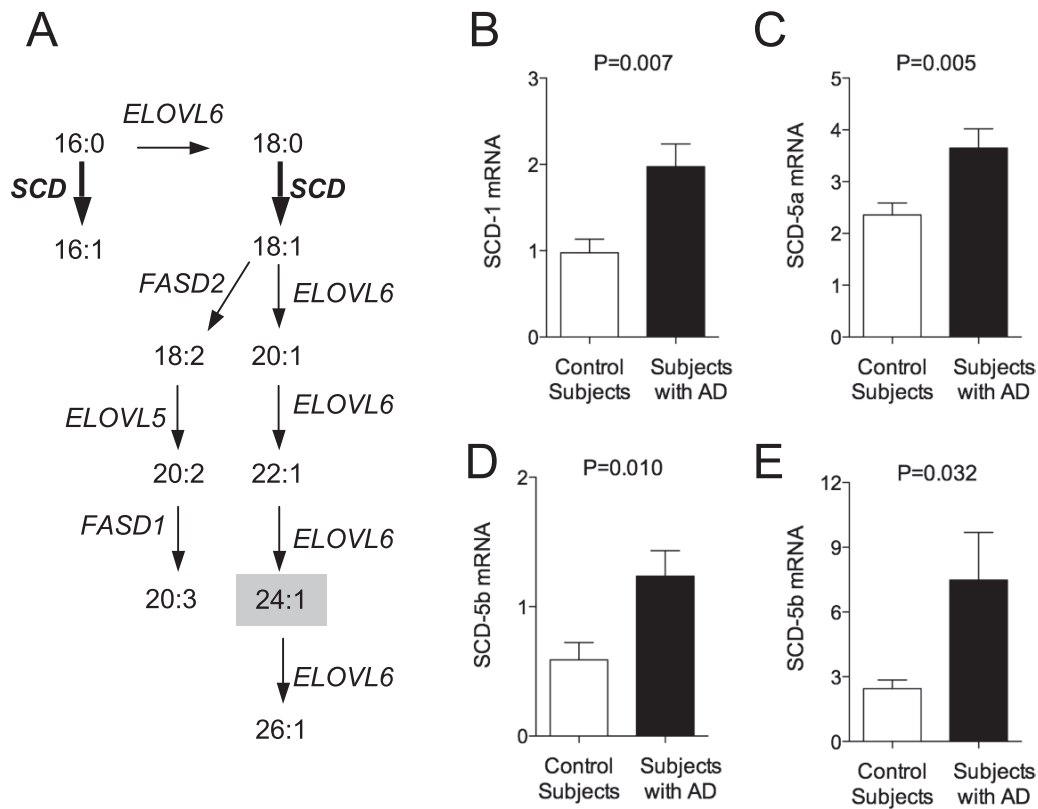 A
16:0
ELOVL6
18:0
SCD
SCD
16:1
18:1
FASD2
ELOVL6
18:2
20:1
ELOVL5
ELOVL6
20:2
22:1
FASD1
ELOVL6
20:3
24:1
ELOVL6
26:1
B
P=0.007
SCD-1 mRNA
3
2
1
0
Control
Subjects
Subjects
with AD
C
P=0.005
SCD-5a mRNA
5
4
3
2
1
0
Control
Subjects
Subjects
with AD
D
P=0.010
SCD-5b mRNA
2
1
0
Control
Subjects
Subjects
with AD
E
P=0.032
SCD-5b mRNA
12
9
6
3
0
Control
Subjects
Subjects
with AD